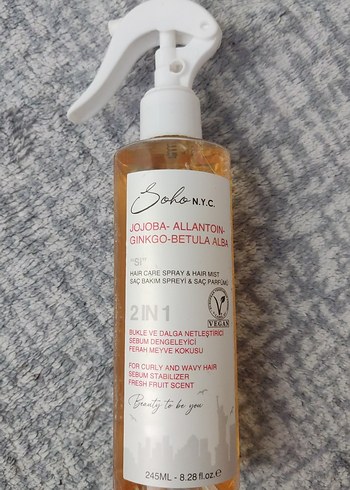 Soho N.Y.C.
JOJOBA- ALLANTOIN-
GINKGO-BETULA ALBA
"SI"
HAIR CARE SPRAY & HAIR MIST
SAÇ BAKIM SPREYİ & SAÇ PARFÜMÜ
2 IN 1
VEGAN
BUKLE VE DALGA NETLEŞTİRİCİ
SEBUM DENGELEYİCİ
FERAH MEYVE KOKUSU
FOR CURLY AND WAVY HAIR
SEBUM STABILIZER
FRESH FRUIT SCENT
Beauty to be you
245ML - 8.28 fl.oz.℮